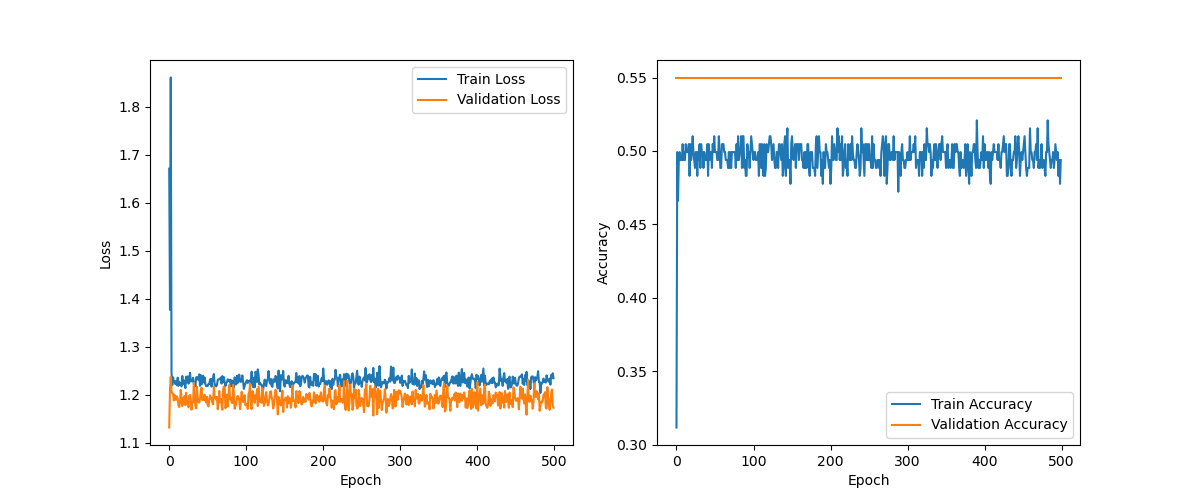 Train Loss
Validation Loss
1.8
1.7
1.6
1.5
1.4
1.3
1.2
1.1
Loss
0 100 200 300 400 500
Epoch
0.55
0.50
0.45
0.40
0.35
0.30
Accuracy
Train Accuracy
Validation Accuracy
0 100 200 300 400 500
Epoch